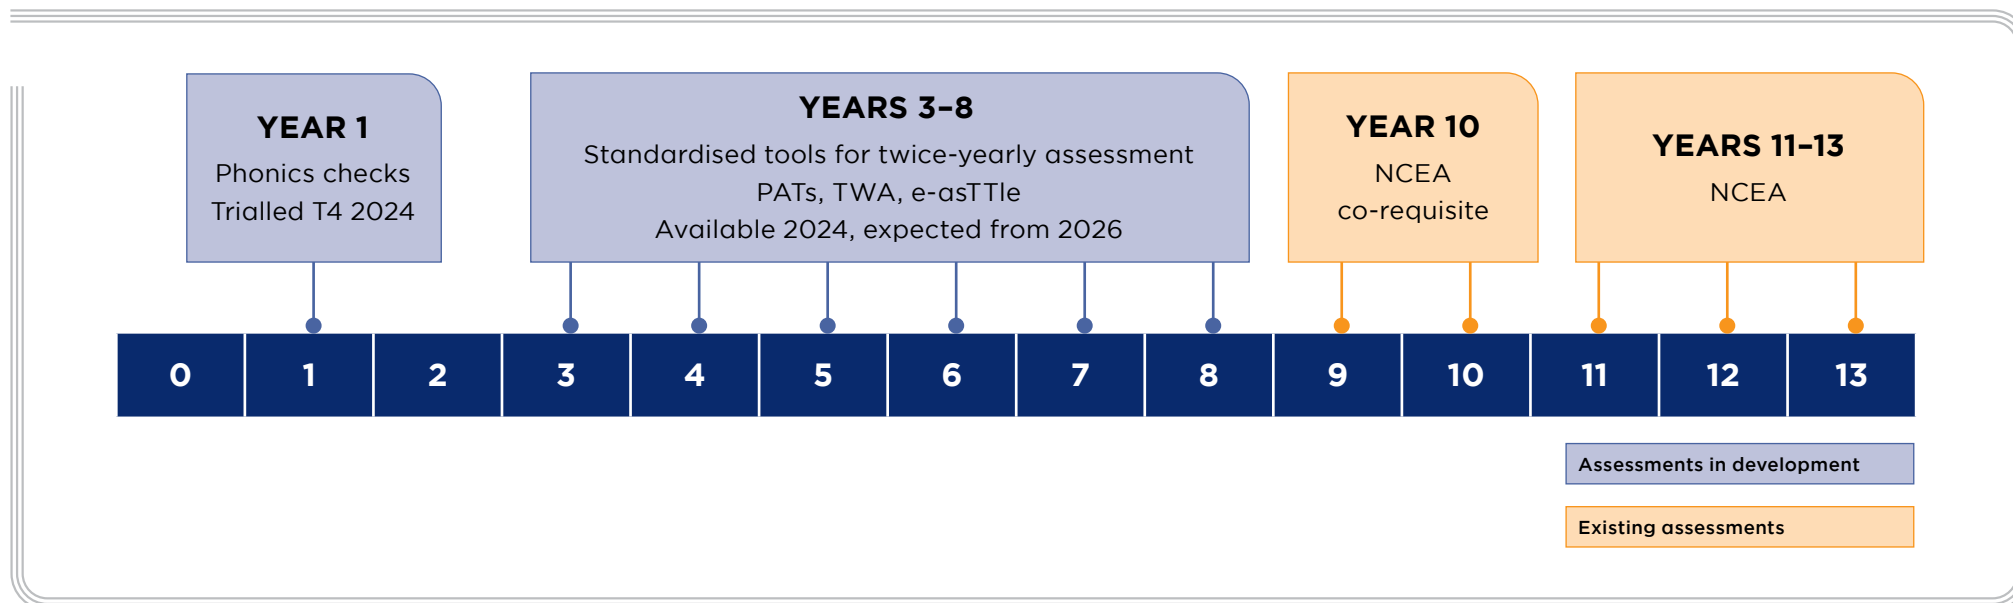 YEAR 1
Phonics checks
Trialled T4 2024
YEARS 3–8
Standardised tools for twice-yearly assessment
PATs, TWA, e-asTTle
Available 2024, expected from 2026
YEAR 10
NCEA
co-requisite
YEARS 11–13
NCEA
0 1 2 3 4 5 6 7 8 9 10 11 12 13
Assessments in development
Existing assessments